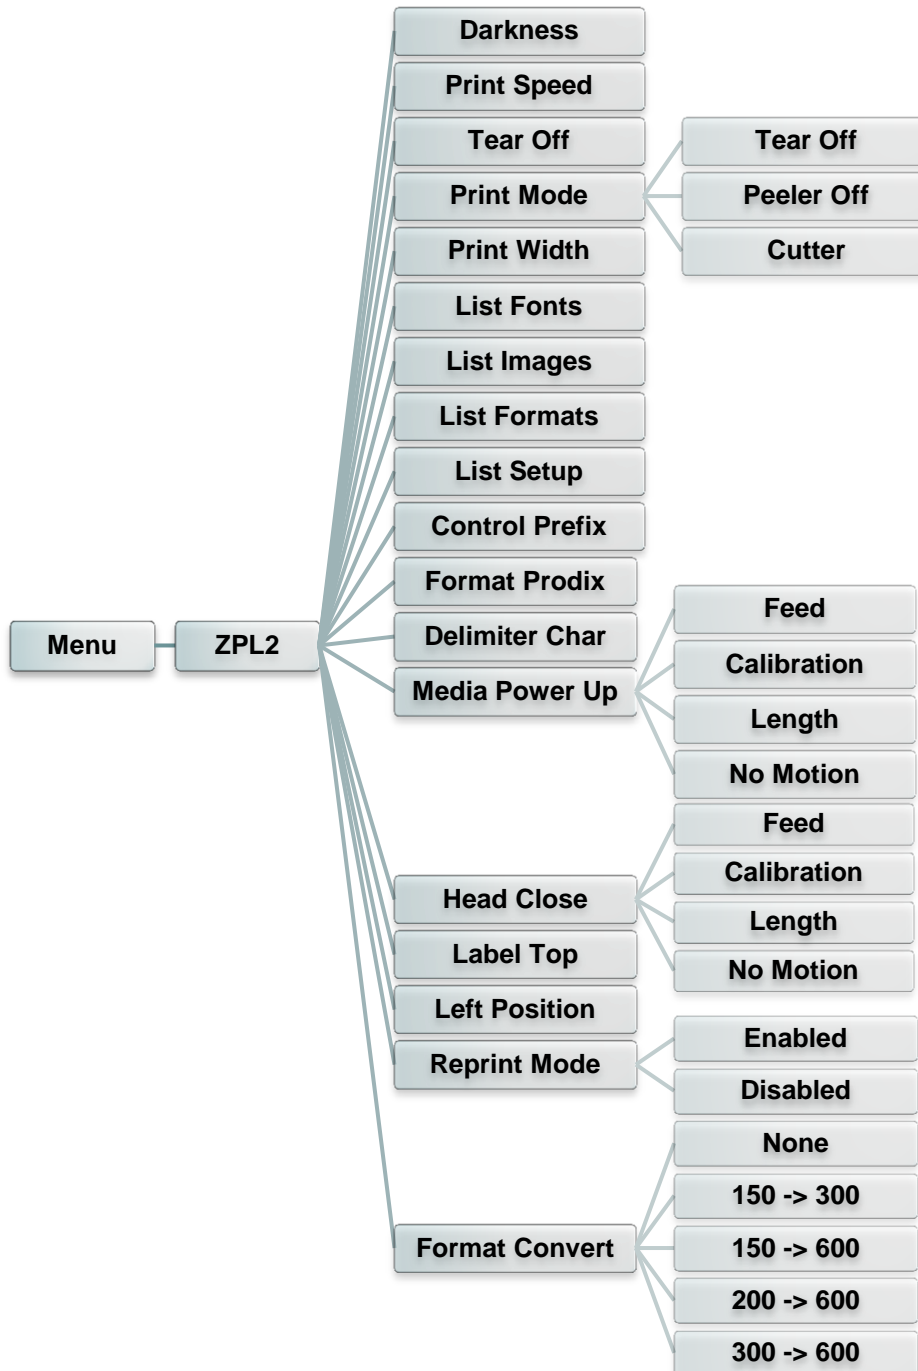 Menu
ZPL2
Darkness
Print Speed
Tear Off
Print Mode
Tear Off
Peeler Off
Cutter
Print Width
List Fonts
List Images
List Formats
List Setup
Control Prefix
Format Prodix
Delimiter Char
Media Power Up
Feed
Calibration
Length
No Motion
Head Close
Feed
Calibration
Length
No Motion
Label Top
Left Position
Reprint Mode
Enabled
Disabled
Format Convert
None
150 -> 300
150 -> 600
200 -> 600
300 -> 600